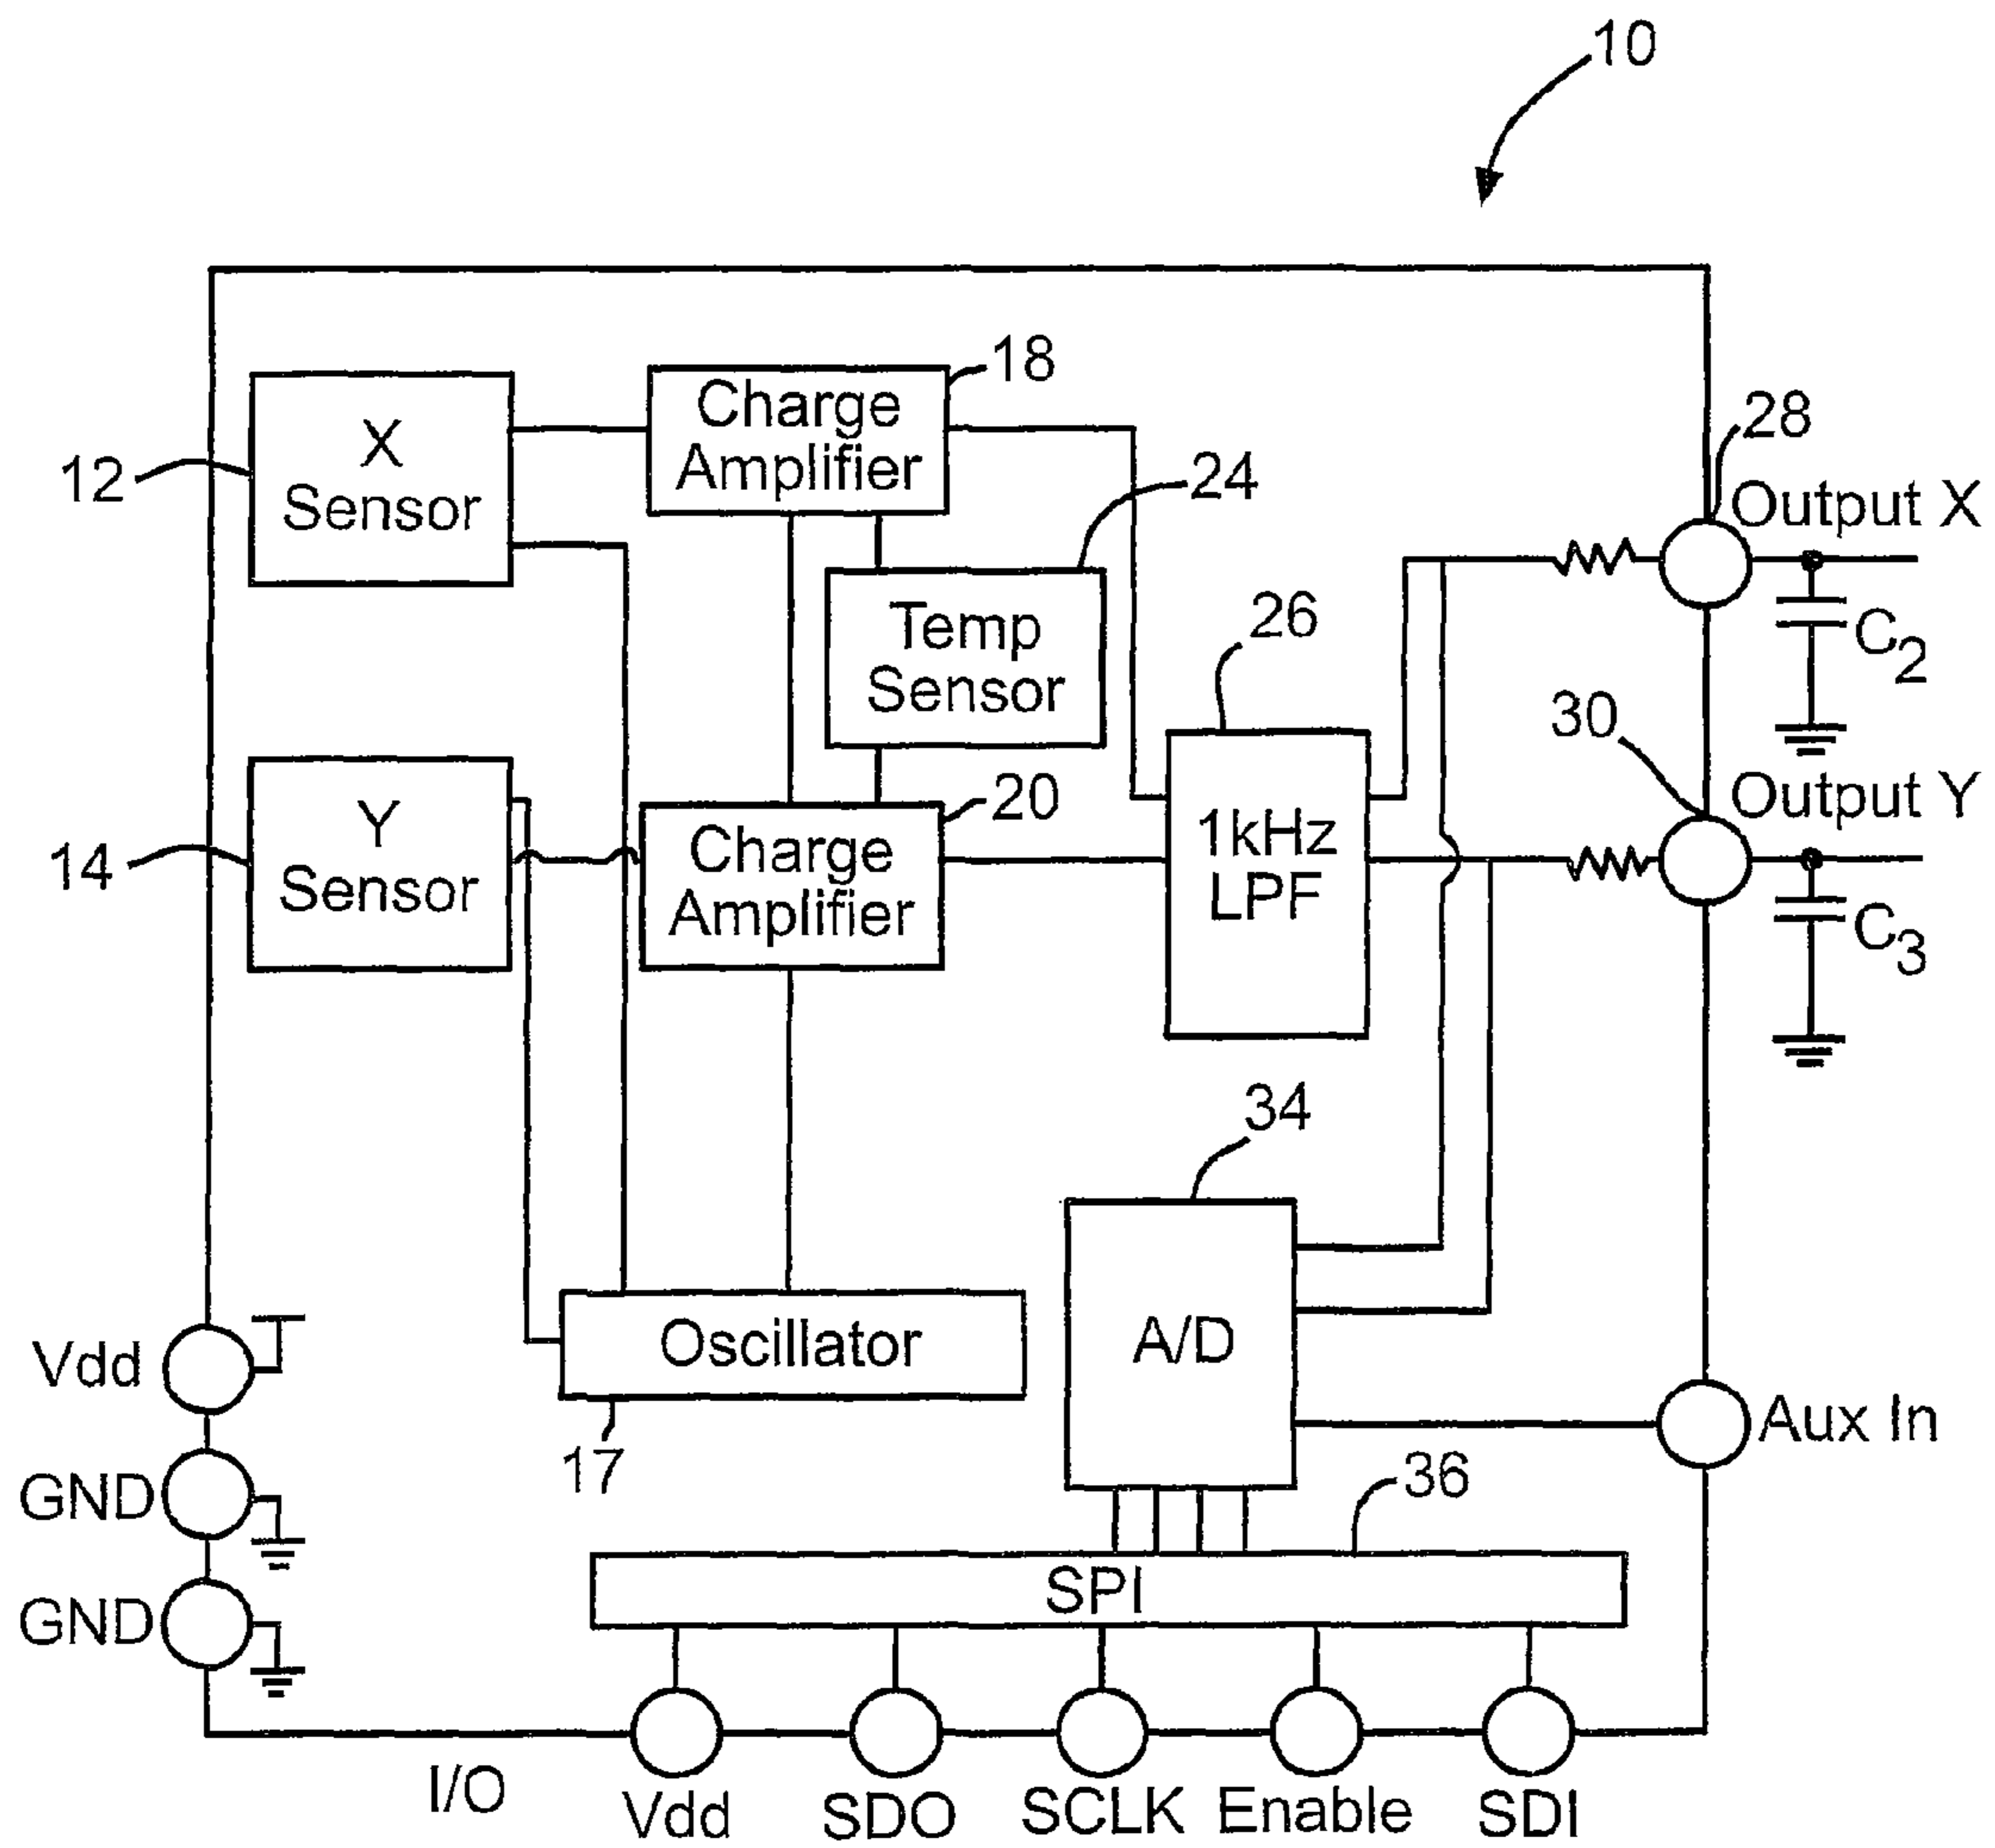 10
18
Charge
Amplifier
X
Sensor
12
24
28
Output X
Temp
Sensor
26
C2
30
Output Y
20
Y
Sensor
14
Charge
Amplifier
1kHz
LPF
C3
34
Vdd
Oscillator
A/D
17
Aux In
36
GND
SPI
GND
I/O
Vdd
SDO
SCLK
Enable
SDI